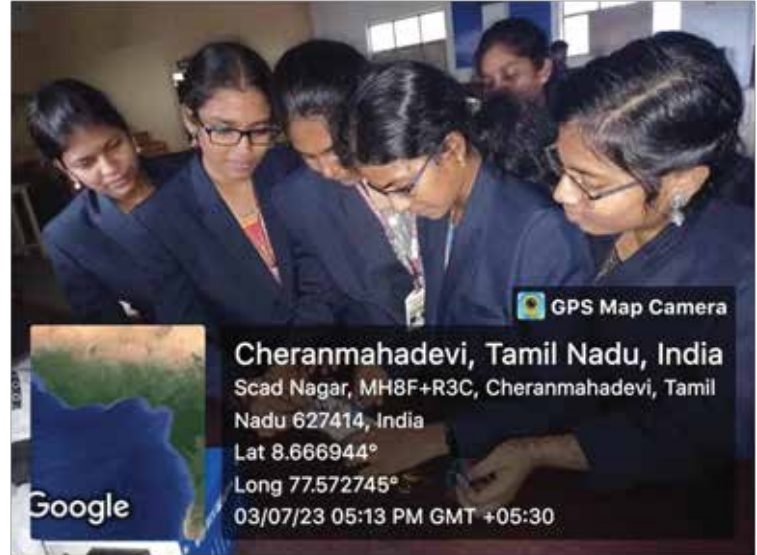 GPS Map Camera
Cheranmahadevi, Tamil Nadu, India
Scad Nagar, MH8F+R3C, Cheranmahadevi, Tamil
Nadu 627414, India
Lat 8.666944°
Long 77.572745°
03/07/23 05:13 PM GMT +05:30
Google